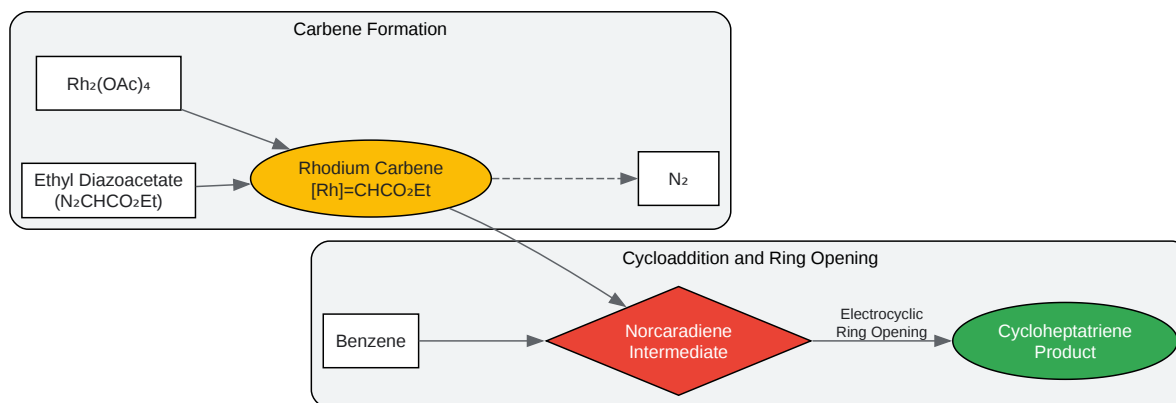 Carbene Formation
Rh₂(OAc)₄
Ethyl Diazoacetate
(N₂CHCO₂Et)
Rhodium Carbene
[Rh]=CHCO₂Et
N₂
Cycloaddition and Ring Opening
Benzene
Norcaradiene
Intermediate
Electrocyclic
Ring Opening
Cycloheptatriene
Product